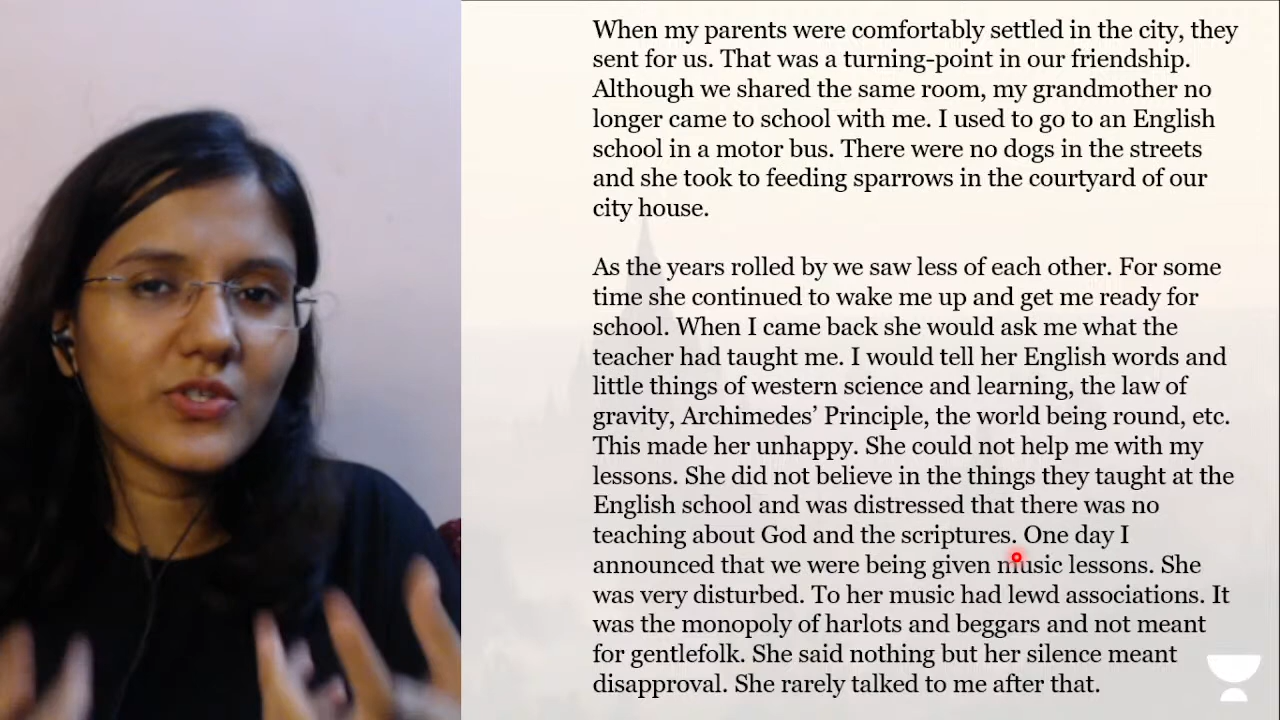 When my parents were comfortably settled in the city, they
sent for us. That was a turning-point in our friendship.
Although we shared the same room, my grandmother no
longer came to school with me. I used to go to an English
school in a motor bus. There were no dogs in the streets
and she took to feeding sparrows in the courtyard of our
city house.
As the years rolled by we saw less of each other. For some
time she continued to wake me up and get me ready for
school. When I came back she would ask me what the
teacher had taught me. I would tell her English words and
little things of western science and learning, the law of
gravity, Archimedes’ Principle, the world being round, etc.
This made her unhappy. She could not help me with my
lessons. She did not believe in the things they taught at the
English school and was distressed that there was no
teaching about God and the scriptures. One day I
announced that we were being given music lessons. She
was very disturbed. To her music had lewd associations. It
was the monopoly of harlots and beggars and not meant
for gentlefolk. She said nothing but her silence meant
disapproval. She rarely talked to me after that.